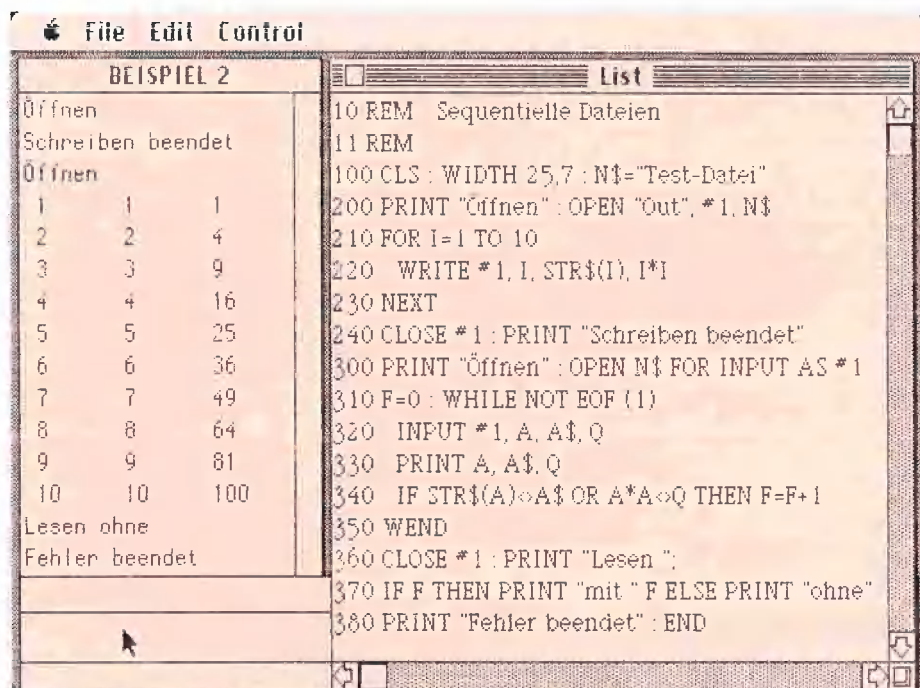 File Edit Control
BEISPIEL 2
Öffnen
Schreiben beendet
Öffnen
1 1 1
2 2 4
3 3 9
4 4 16
5 5 25
6 6 36
7 7 49
8 8 64
9 9 81
10 10 100
Lesen ohne
Fehler beendet
List
10 REM Sequentielle Dateien
11 REM
100 CLS : WIDTH 25,7 : N$="Test-Datei"
200 PRINT "Öffnen" : OPEN "Out", #1, N$
210 FOR I=1 TO 10
220 WRITE #1, I, STR$(I), I*I
230 NEXT
240 CLOSE #1 : PRINT "Schreiben beendet"
300 PRINT "Öffnen" : OPEN N$ FOR INPUT AS #1
310 F=0 : WHILE NOT EOF (1)
320 INPUT #1, A, A$, Q
330 PRINT A, A$, Q
340 IF STR$(A)<>A$ OR A*A<>Q THEN F=F+1
350 WEND
360 CLOSE #1 : PRINT "Lesen ";
370 IF F THEN PRINT "mit " F ELSE PRINT "ohne"
380 PRINT "Fehler beendet" : END